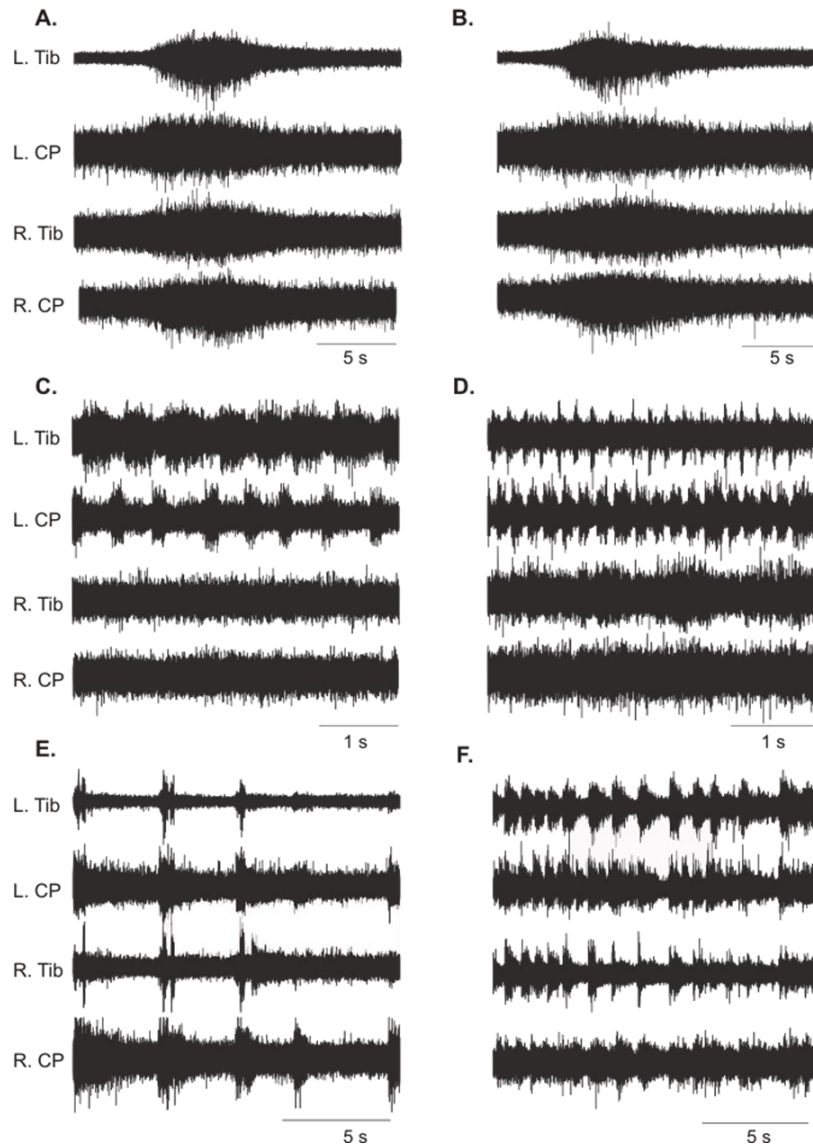 A.
B.
L. Tib
L. CP
R. Tib
R. CP
5 s
5 s
C.
D.
L. Tib
L. CP
R. Tib
R. CP
1 s
1 s
E.
F.
L. Tib
L. CP
R. Tib
R. CP
5 s
5 s